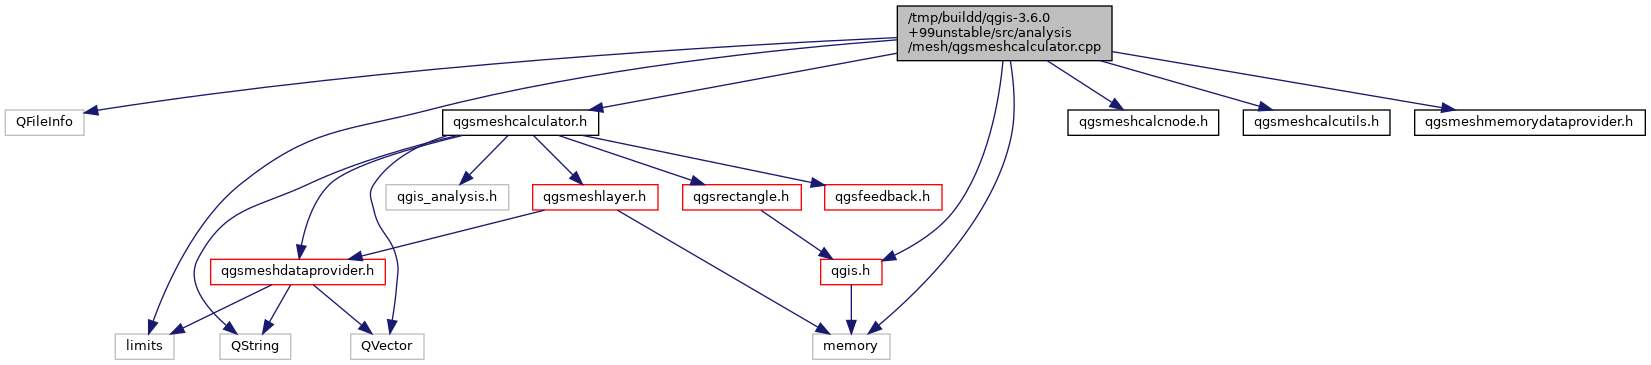 /tmp/buildd/qgis-3.6.0
+99unstable/src/analysis
/mesh/qgsmeshcalculator.cpp
QFileInfo
qgsmeshcalculator.h
qgsmeshcalcnode.h
qgsmeshcalcutils.h
qgsmeshmemorydataprovider.h
qgis_analysis.h
qgsmeshlayer.h
qgsrectangle.h
qgsfeedback.h
qgsmeshdataprovider.h
qgis.h
limits
QString
QVector
memory